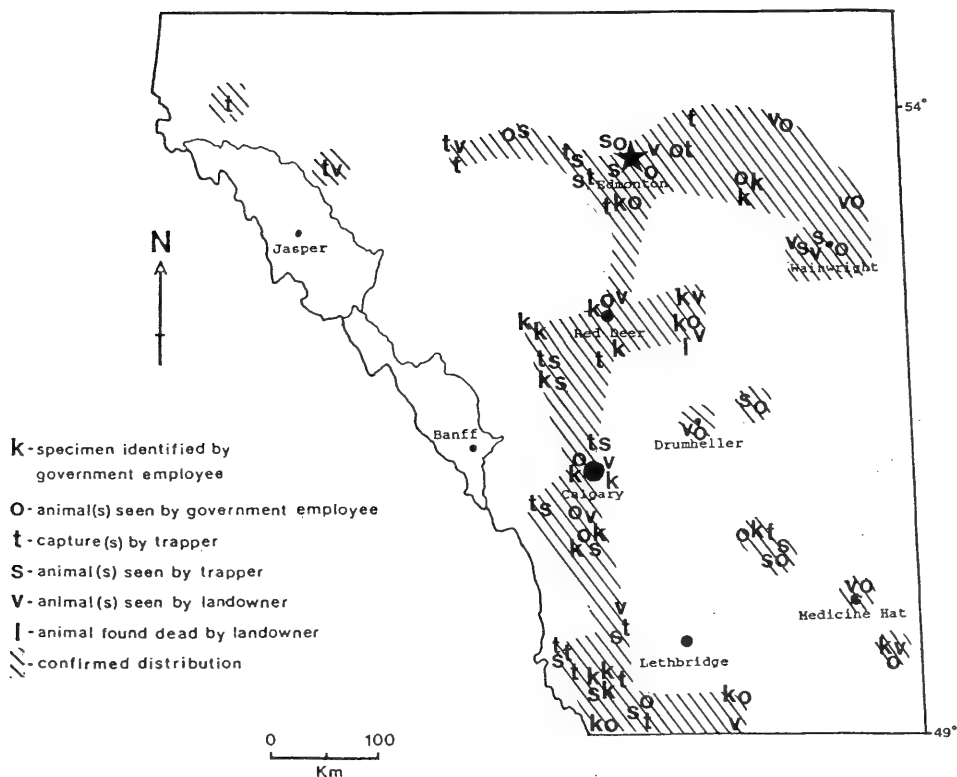 54°
t
tv
t v
t
o s
t
s
s t
s o
v
o t
t
s
o
Edmonton
t k o
v o
o k
k
v o
v s
s v o
Wainwright
N
Jasper
k o v
k v
Red Deer
k o
v
l
k k
t k
t s
k s
s o
v o
Drumheller
Banff
t s
o v
k k
Calgary
t s
o v
o k
k s
o k t
s
s o
v o
s
Medicine Hat
k v
o
v
s t
Lethbridge
t t
s
t k k t
s k
o
s t
k o
k o
v
49°
k - specimen identified by
government employee
o - animal(s) seen by government employee
t - capture(s) by trapper
s - animal(s) seen by trapper
v - animal(s) seen by landowner
l - animal found dead by landowner
- confirmed distribution
0 100
Km